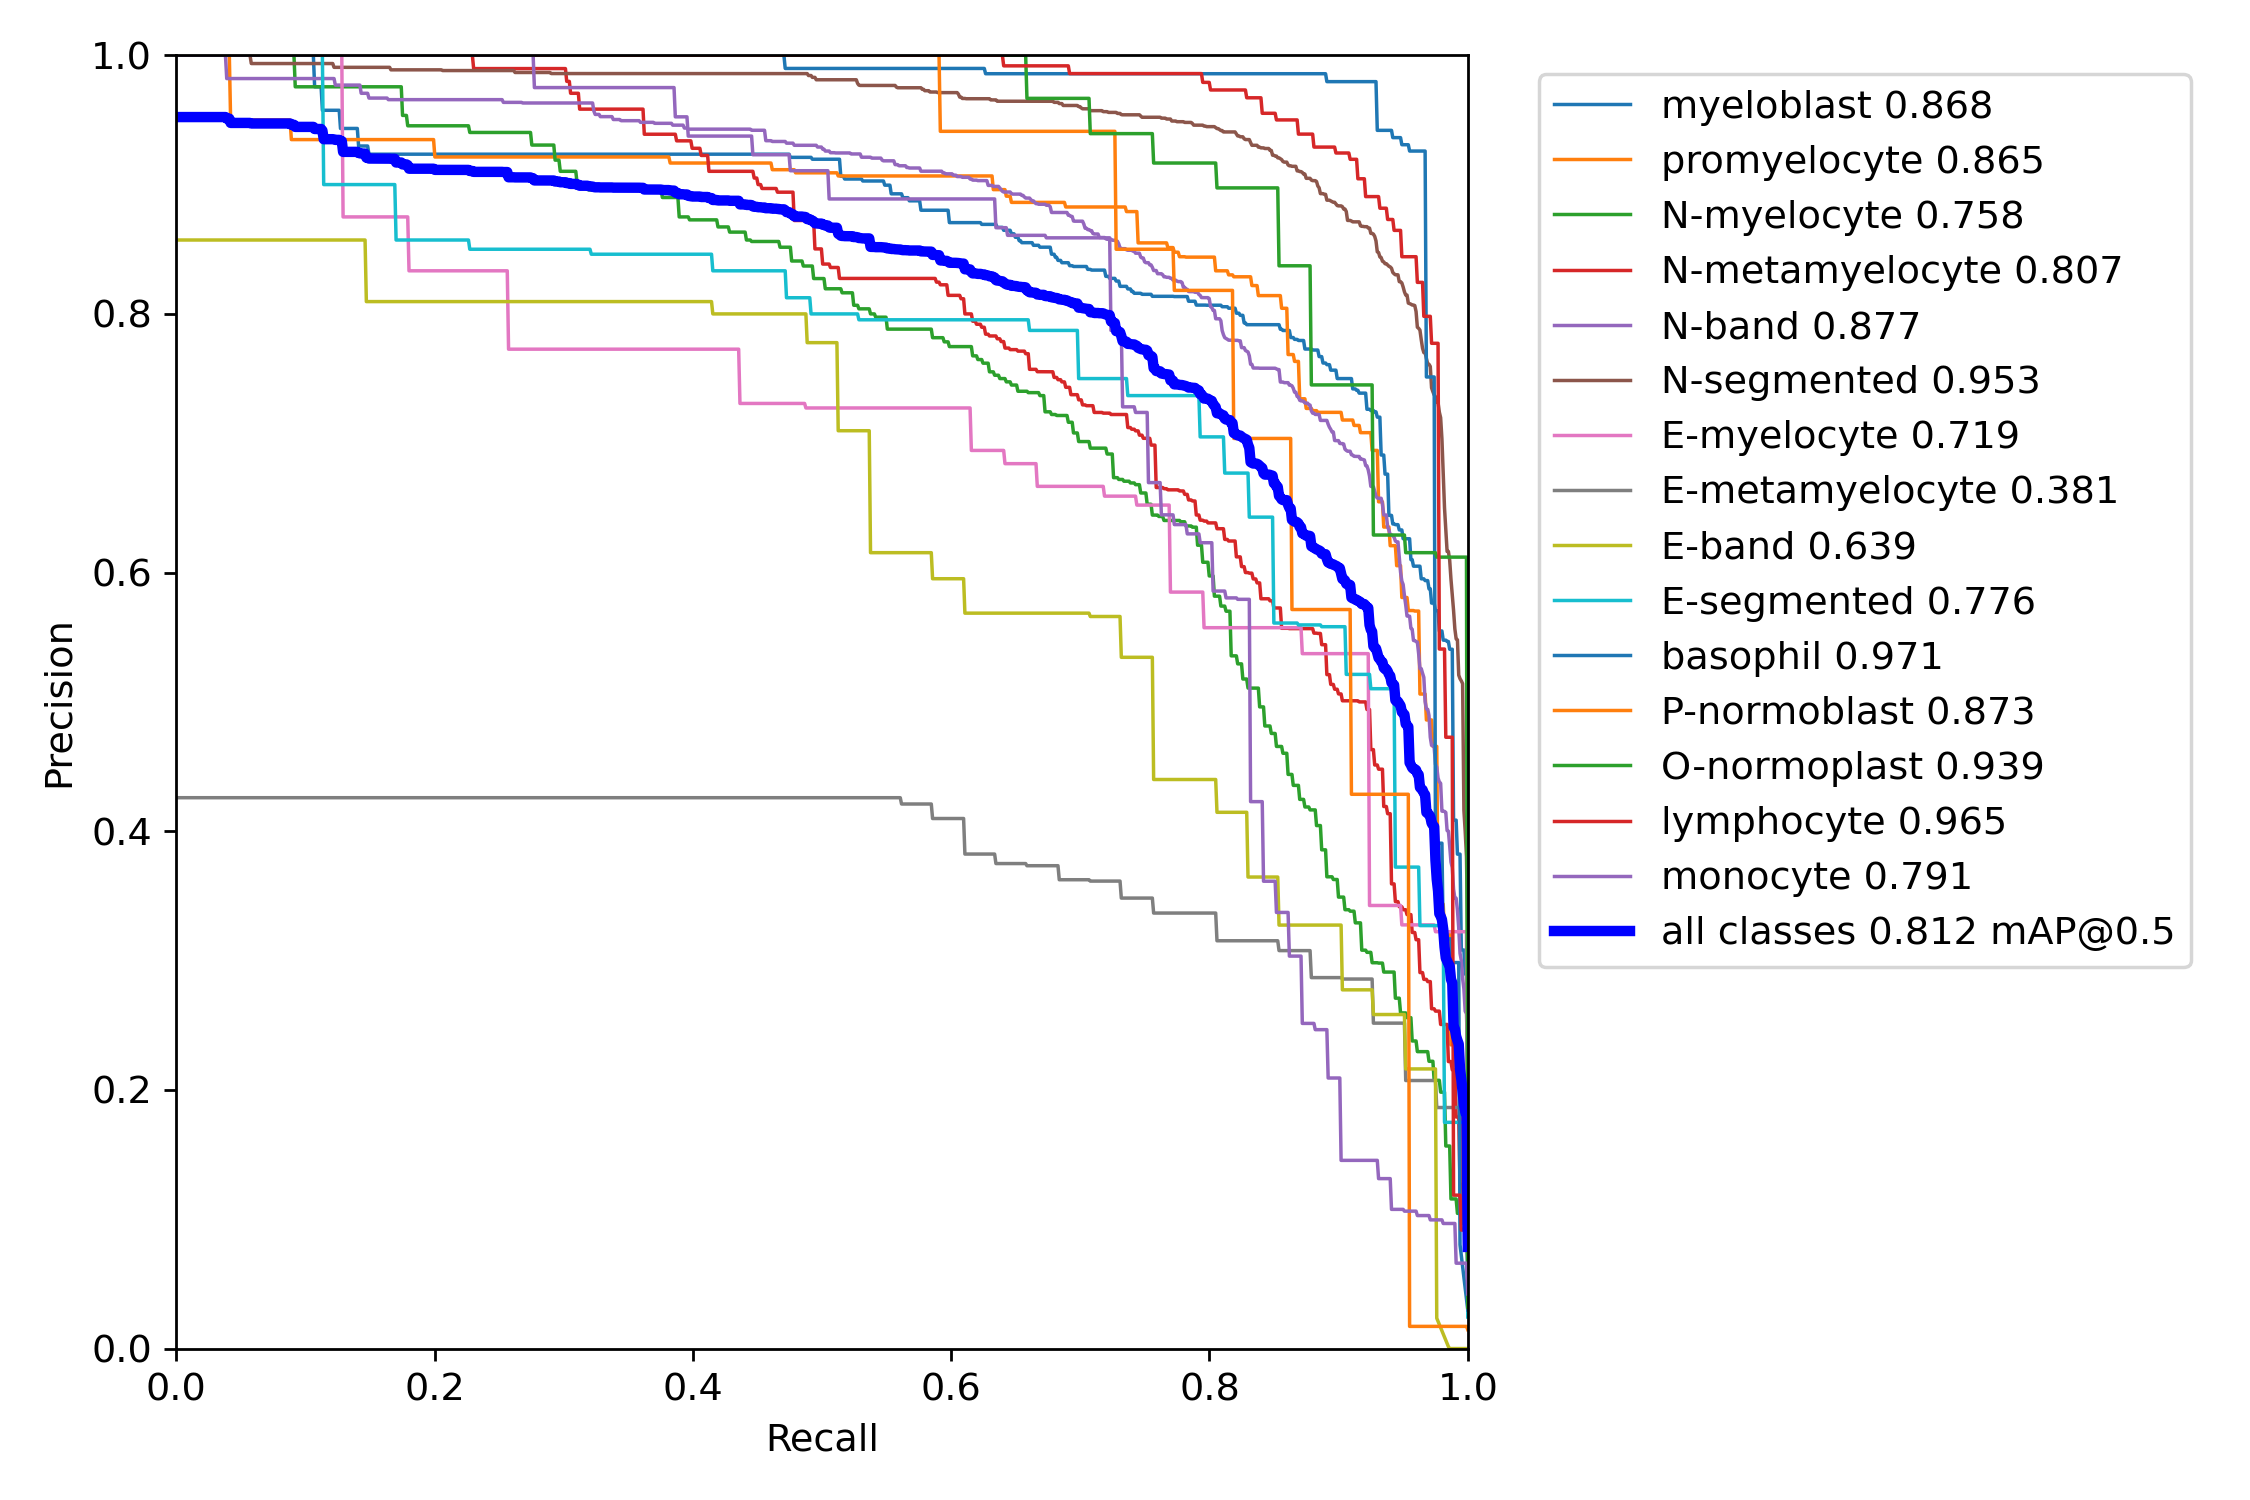 1.0
0.8
0.6
0.4
0.2
0.0
Precision
0.0 0.2 0.4 0.6 0.8 1.0
Recall
myeloblast 0.868
promyelocyte 0.865
N-myelocyte 0.758
N-metamyelocyte 0.807
N-band 0.877
N-segmented 0.953
E-myelocyte 0.719
E-metamyelocyte 0.381
E-band 0.639
E-segmented 0.776
basophil 0.971
P-normoblast 0.873
O-normoplast 0.939
lymphocyte 0.965
monocyte 0.791
all classes 0.812 mAP@0.5